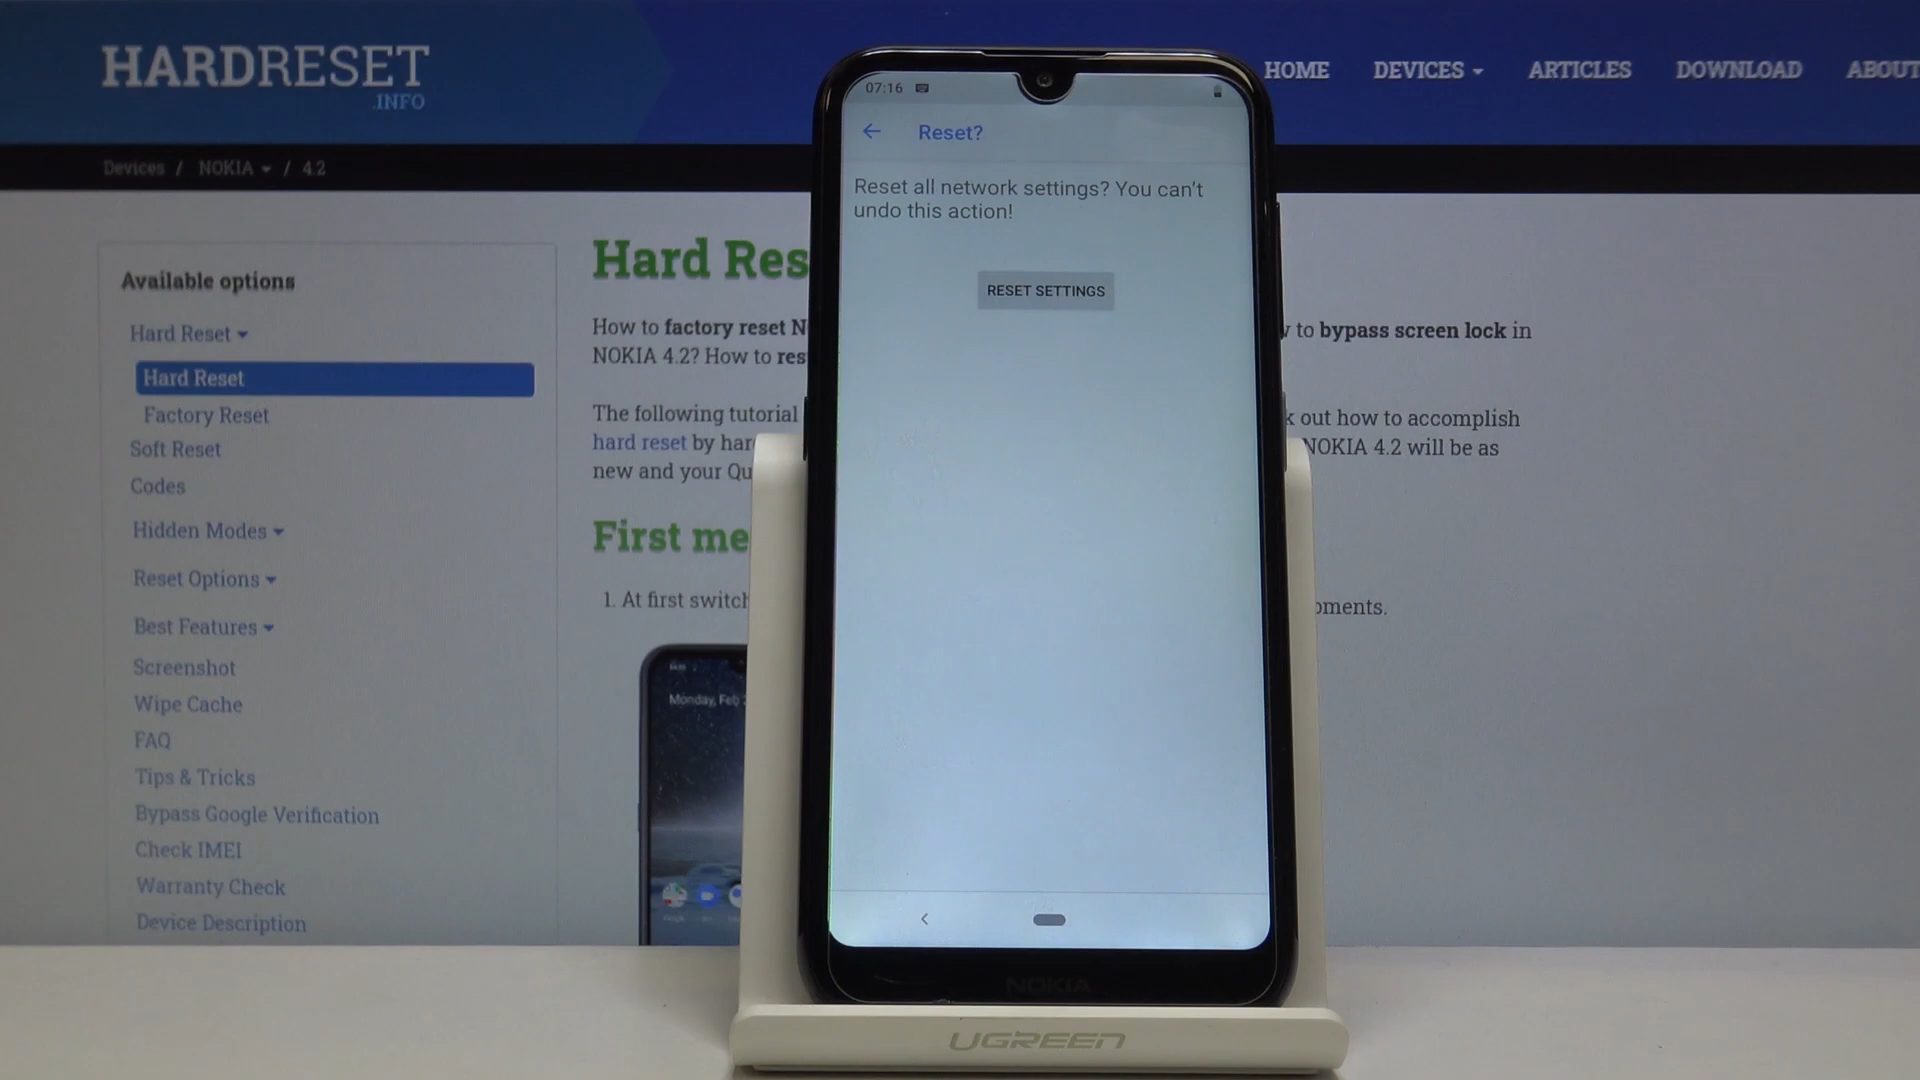 HARDRESET
.INFO
HOME DEVICES ARTICLES DOWNLOAD ABOUT
Devices / NOKIA / 4.2
Available options
Hard Reset
Hard Reset
Factory Reset
Soft Reset
Codes
Hidden Modes
Reset Options
Best Features
Screenshot
Wipe Cache
FAQ
Tips & Tricks
Bypass Google Verification
Check IMEI
Warranty Check
Device Description
Hard Res
How to factory reset N
to bypass screen lock in
NOKIA 4.2? How to res
The following tutorial
out how to accomplish
hard reset by har
NOKIA 4.2 will be as
new and your Qu
First me
1. At first switch
oments.
Monday, Feb
07:16
Reset?
Reset all network settings? You can't
undo this action!
RESET SETTINGS
NOKIA
UGREEN